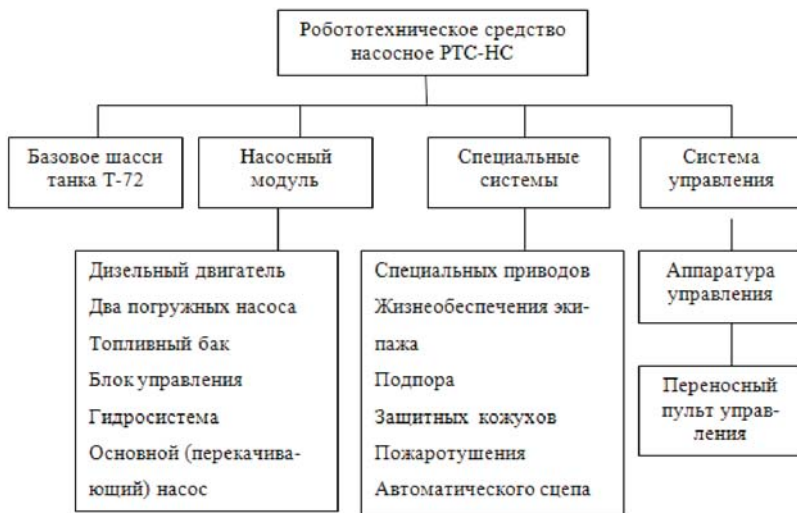 Робототехническое средство
насосное РТС-НС
Базовое шасси
танка Т-72
Насосный
модуль
Специальные
системы
Система
управления
Дизельный двигатель
Два погружных насоса
Топливный бак
Блок управления
Гидросистема
Основной (перекачива-
ющий) насос
Специальных приводов
Жизнеобеспечения эки-
пажа
Подпора
Защитных кожухов
Пожаротушения
Автоматического сцепа
Аппаратура
управления
Переносный
пульт управ-
ления